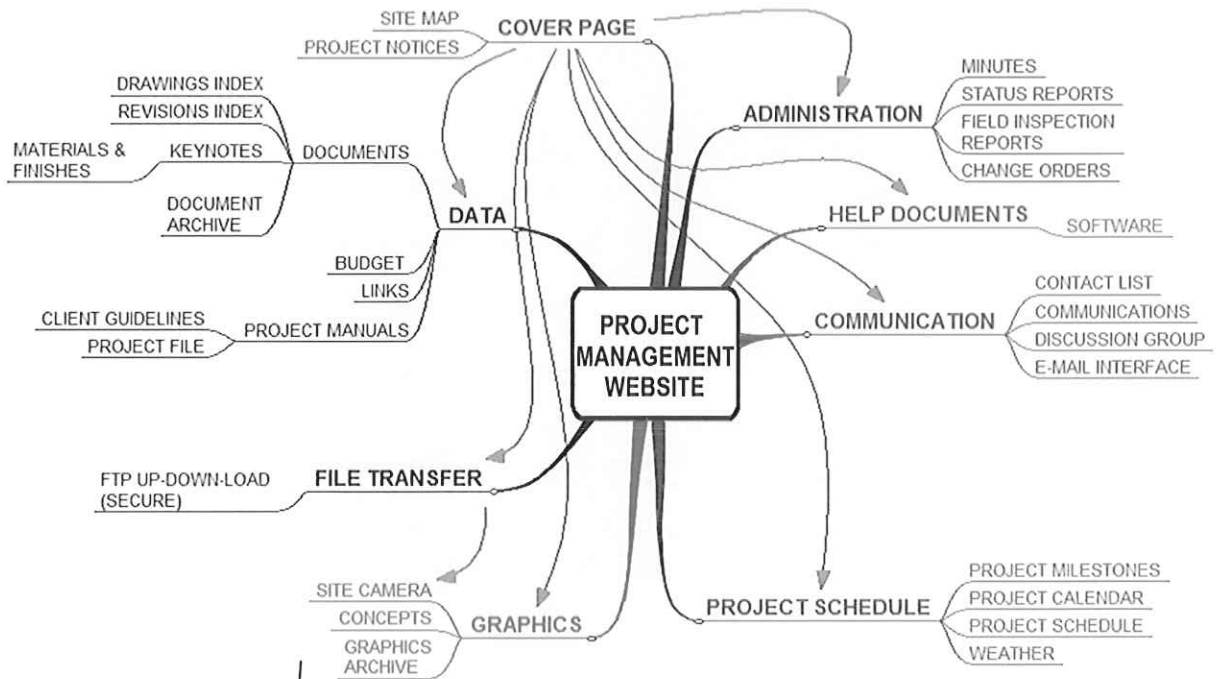 SITE MAP
PROJECT NOTICES
COVER PAGE
DRAWINGS INDEX
REVISIONS INDEX
MATERIALS &
FINISHES
KEYNOTES
DOCUMENTS
DOCUMENT
ARCHIVE
DATA
BUDGET
LINKS
CLIENT GUIDELINES
PROJECT FILE
PROJECT MANUALS
FTP UP-DOWN-LOAD
(SECURE)
FILE TRANSFER
SITE CAMERA
CONCEPTS
GRAPHICS
ARCHIVE
GRAPHICS
PROJECT
MANAGEMENT
WEBSITE
ADMINISTRATION
MINUTES
STATUS REPORTS
FIELD INSPECTION
REPORTS
CHANGE ORDERS
HELP DOCUMENTS
SOFTWARE
COMMUNICATION
CONTACT LIST
COMMUNICATIONS
DISCUSSION GROUP
E-MAIL INTERFACE
PROJECT SCHEDULE
PROJECT MILESTONES
PROJECT CALENDAR
PROJECT SCHEDULE
WEATHER